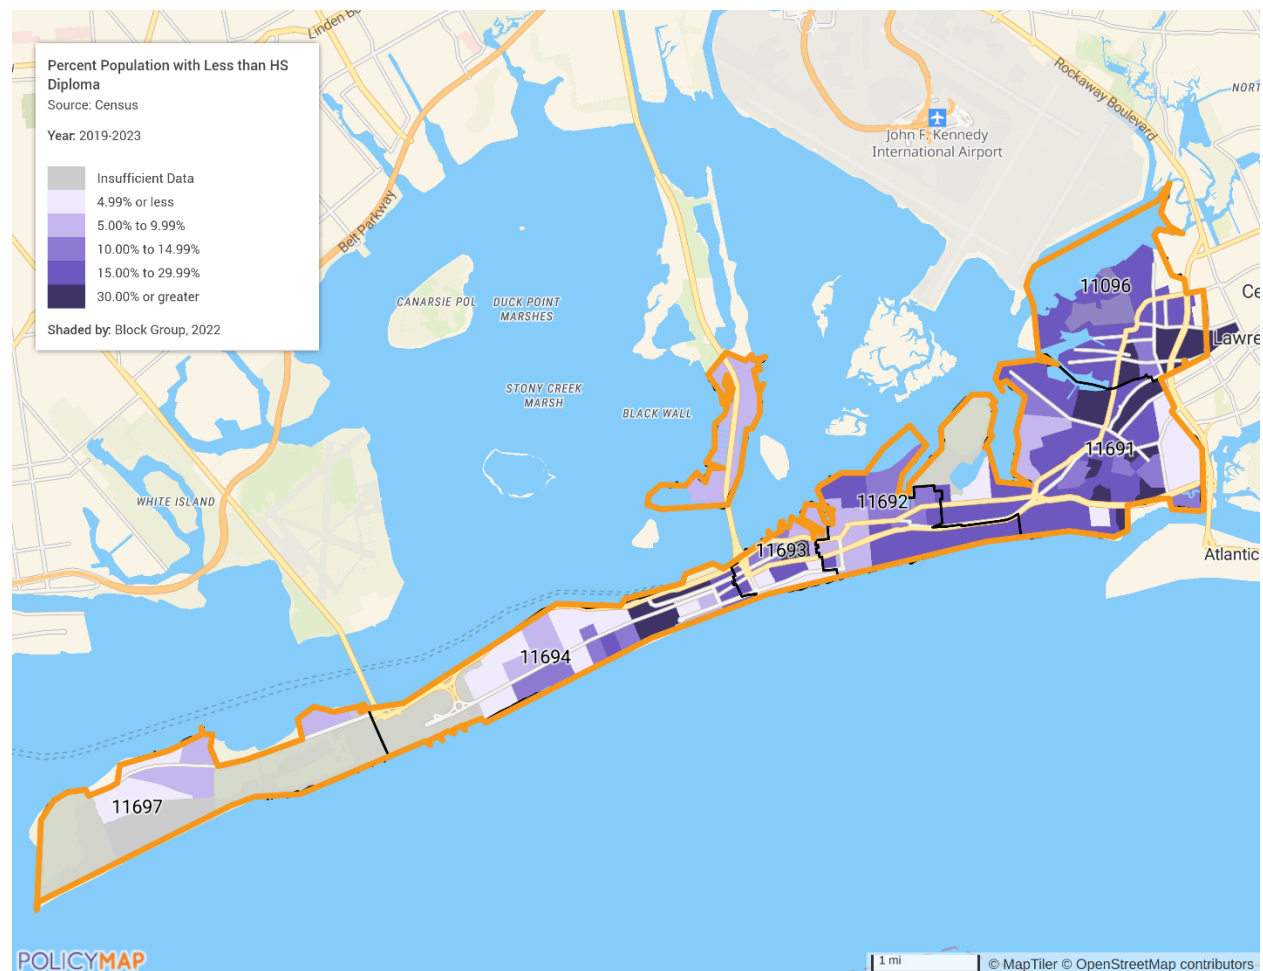 Linden Bo
Percent Population with Less than HS
Diploma
Source: Census
Year: 2019-2023
Insufficient Data
4.99% or less
5.00% to 9.99%
10.00% to 14.99%
15.00% to 29.99%
30.00% or greater
Shaded by: Block Group, 2022
Rockaway Boulevard
NORT
John F. Kennedy
International Airport
Belt Parkway
CANARSIE POL
DUCK POINT
MARSHES
11096
Ce
Lawre
STONY CREEK
MARSH
BLACK WALL
11691
WHITE ISLAND
11692
11693
Atlantic
11694
11697
POLICYMAP
1 mi
© MapTiler © OpenStreetMap contributors